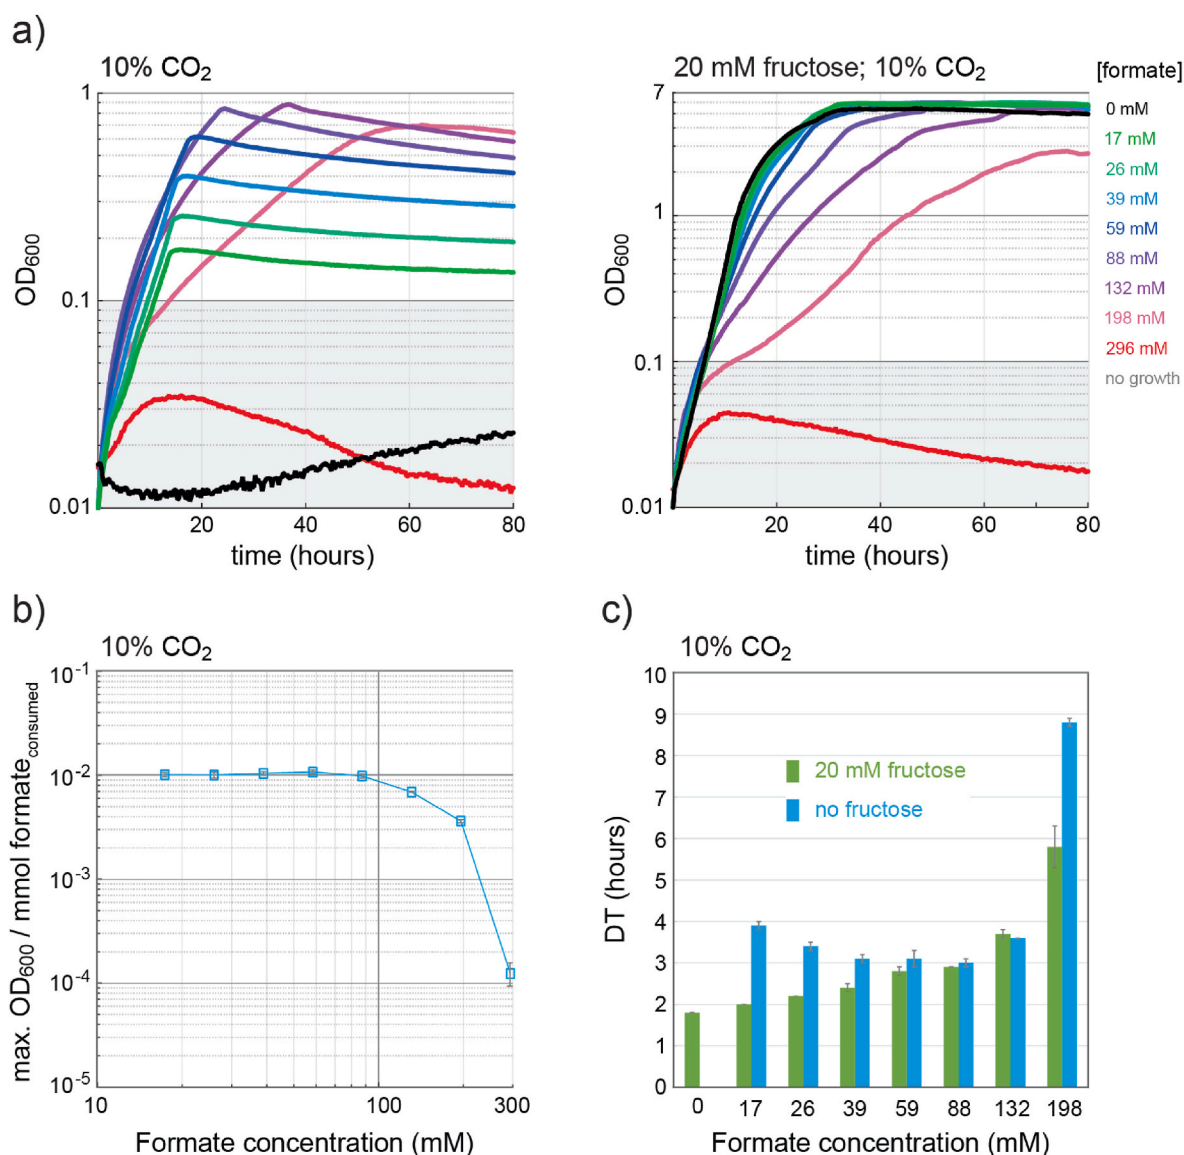 a)
10% CO₂
20 mM fructose; 10% CO₂
[formate]
0 mM
17 mM
26 mM
39 mM
59 mM
88 mM
132 mM
198 mM
296 mM
no growth
1
0.1
0.01
OD₆₀₀
20 40 60 80
time (hours)
7
1
0.1
0.01
OD₆₀₀
20 40 60 80
time (hours)
b)
10% CO₂
10⁻¹
10⁻²
10⁻³
10⁻⁴
10⁻⁵
max. OD₆₀₀ / mmol formate consumed
10 100 300
Formate concentration (mM)
c)
10% CO₂
10
9
8
7
6
5
4
3
2
1
0
DT (hours)
20 mM fructose
no fructose
0 17 26 39 59 88 132 198
Formate concentration (mM)